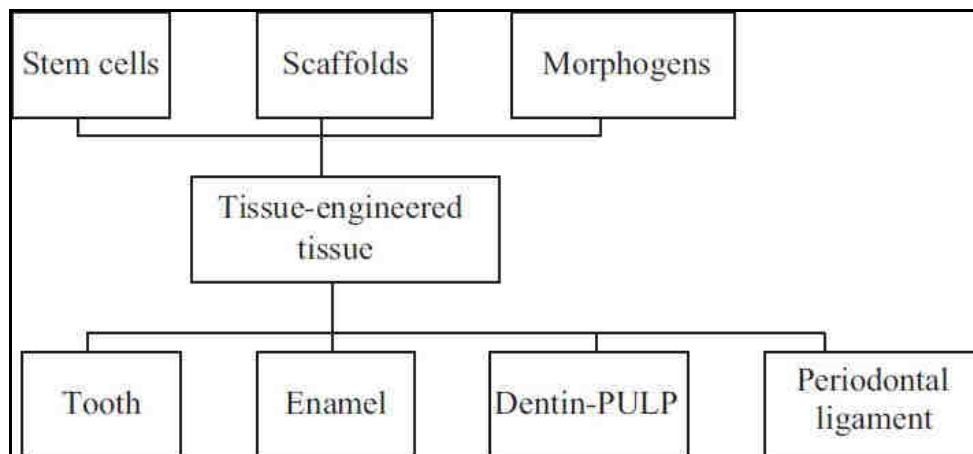 Stem cells
Scaffolds
Morphogens
Tissue-engineered
tissue
Tooth
Enamel
Dentin-PULP
Periodontal
ligament